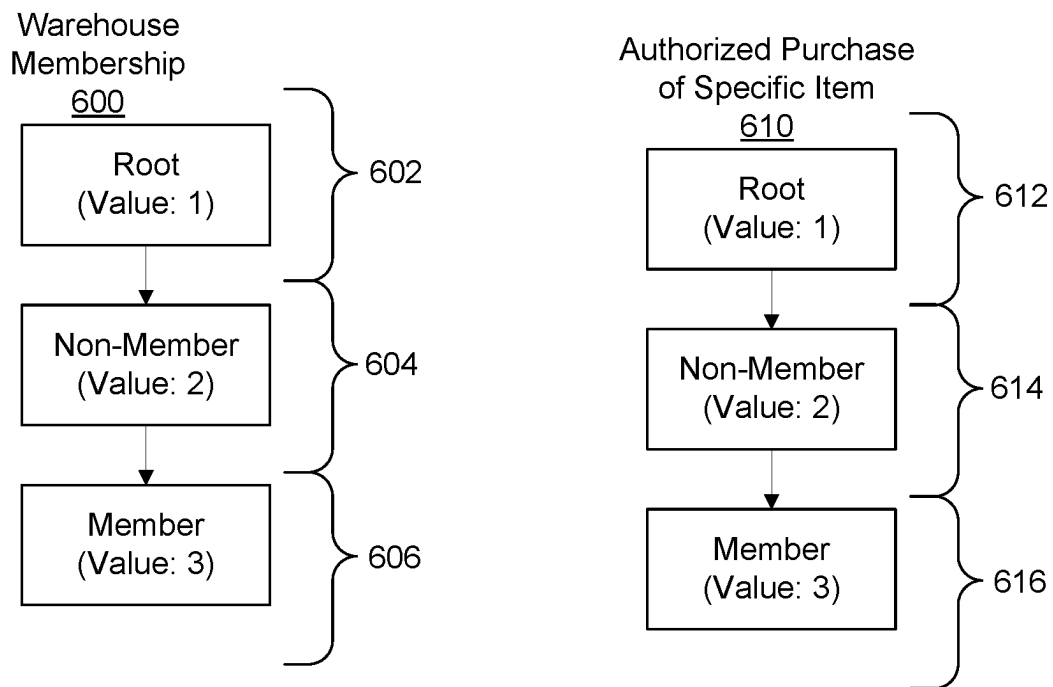 Warehouse
Membership
600
Root
(Value: 1)
602
Non-Member
(Value: 2)
604
Member
(Value: 3)
606
Authorized Purchase
of Specific Item
610
Root
(Value: 1)
612
Non-Member
(Value: 2)
614
Member
(Value: 3)
616